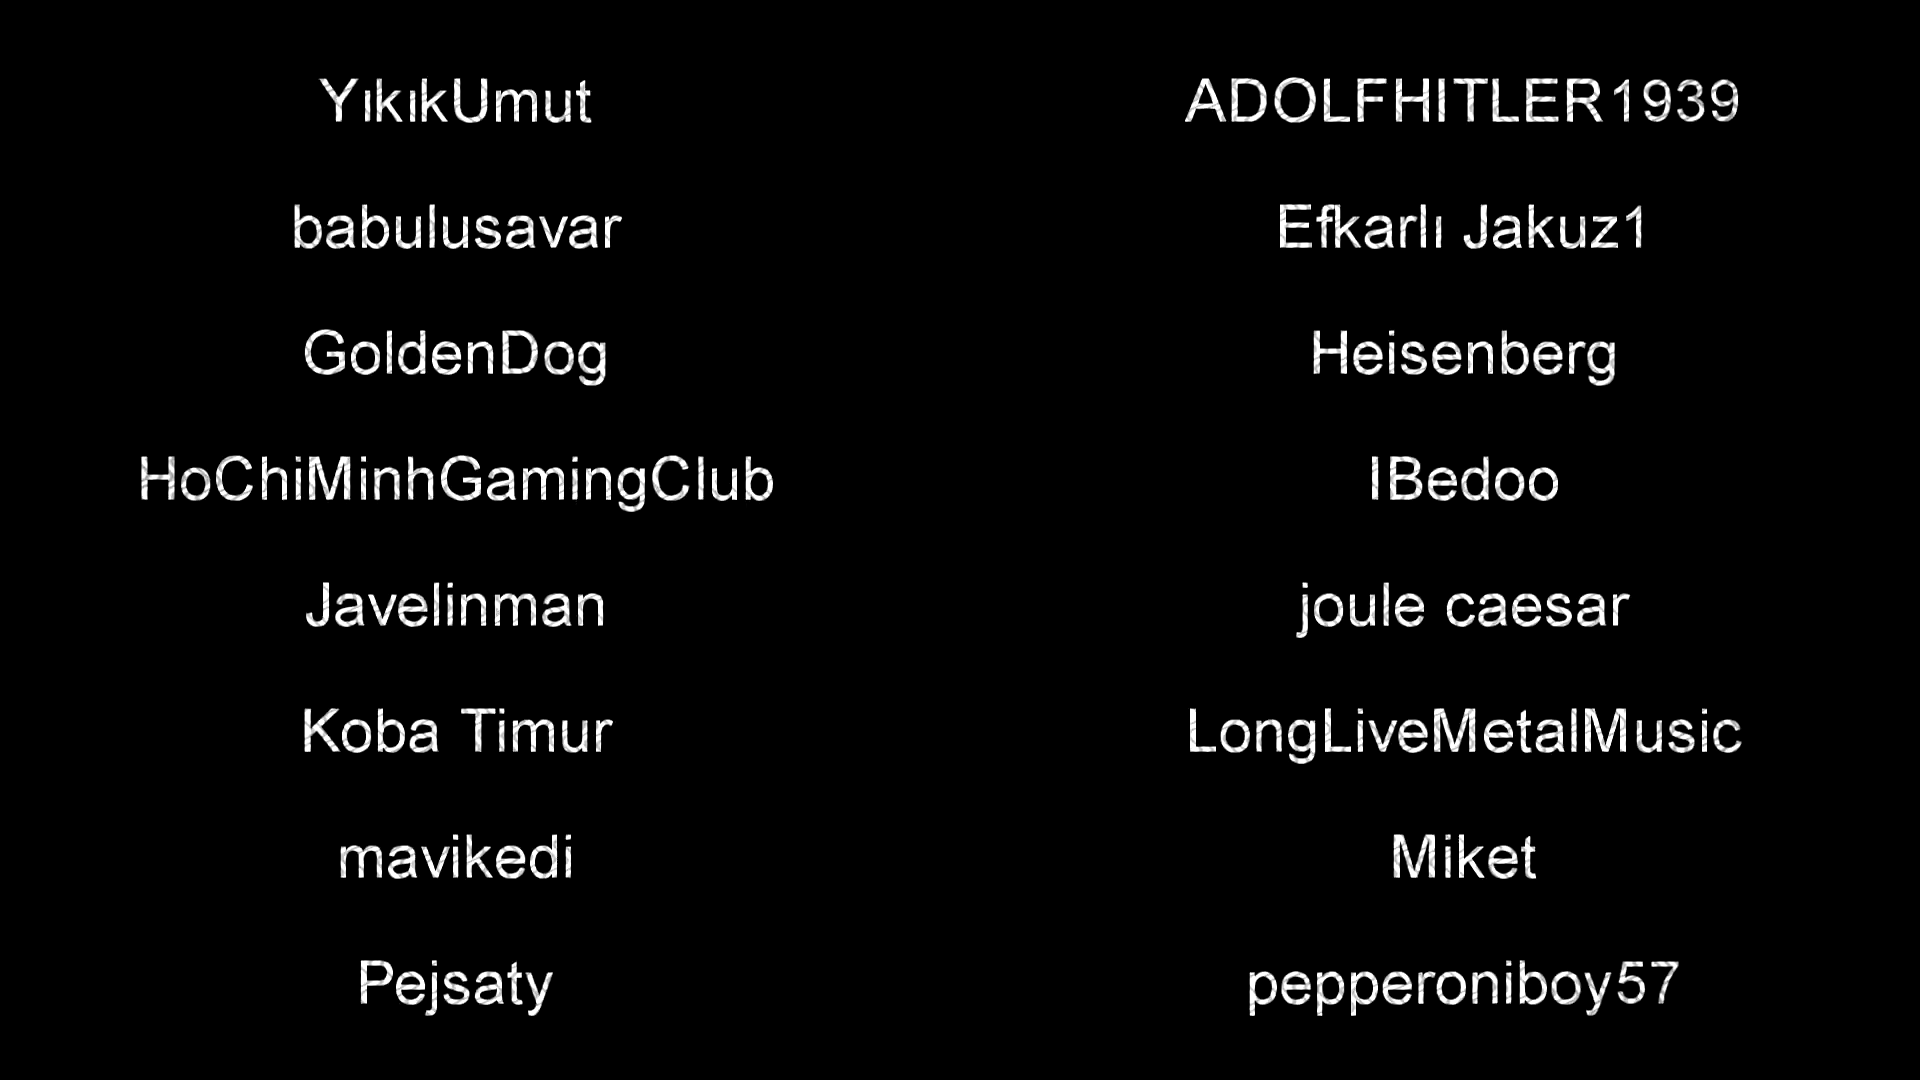 YıkıkUmut
ADOLFHITLER1939
babulusavar
Efkarlı Jakuz1
GoldenDog
Heisenberg
HoChiMinhGamingClub
IBedoo
Javelinman
joule caesar
Koba Timur
LongLiveMetalMusic
mavikedi
Miket
Pejsaty
pepperoniboy57